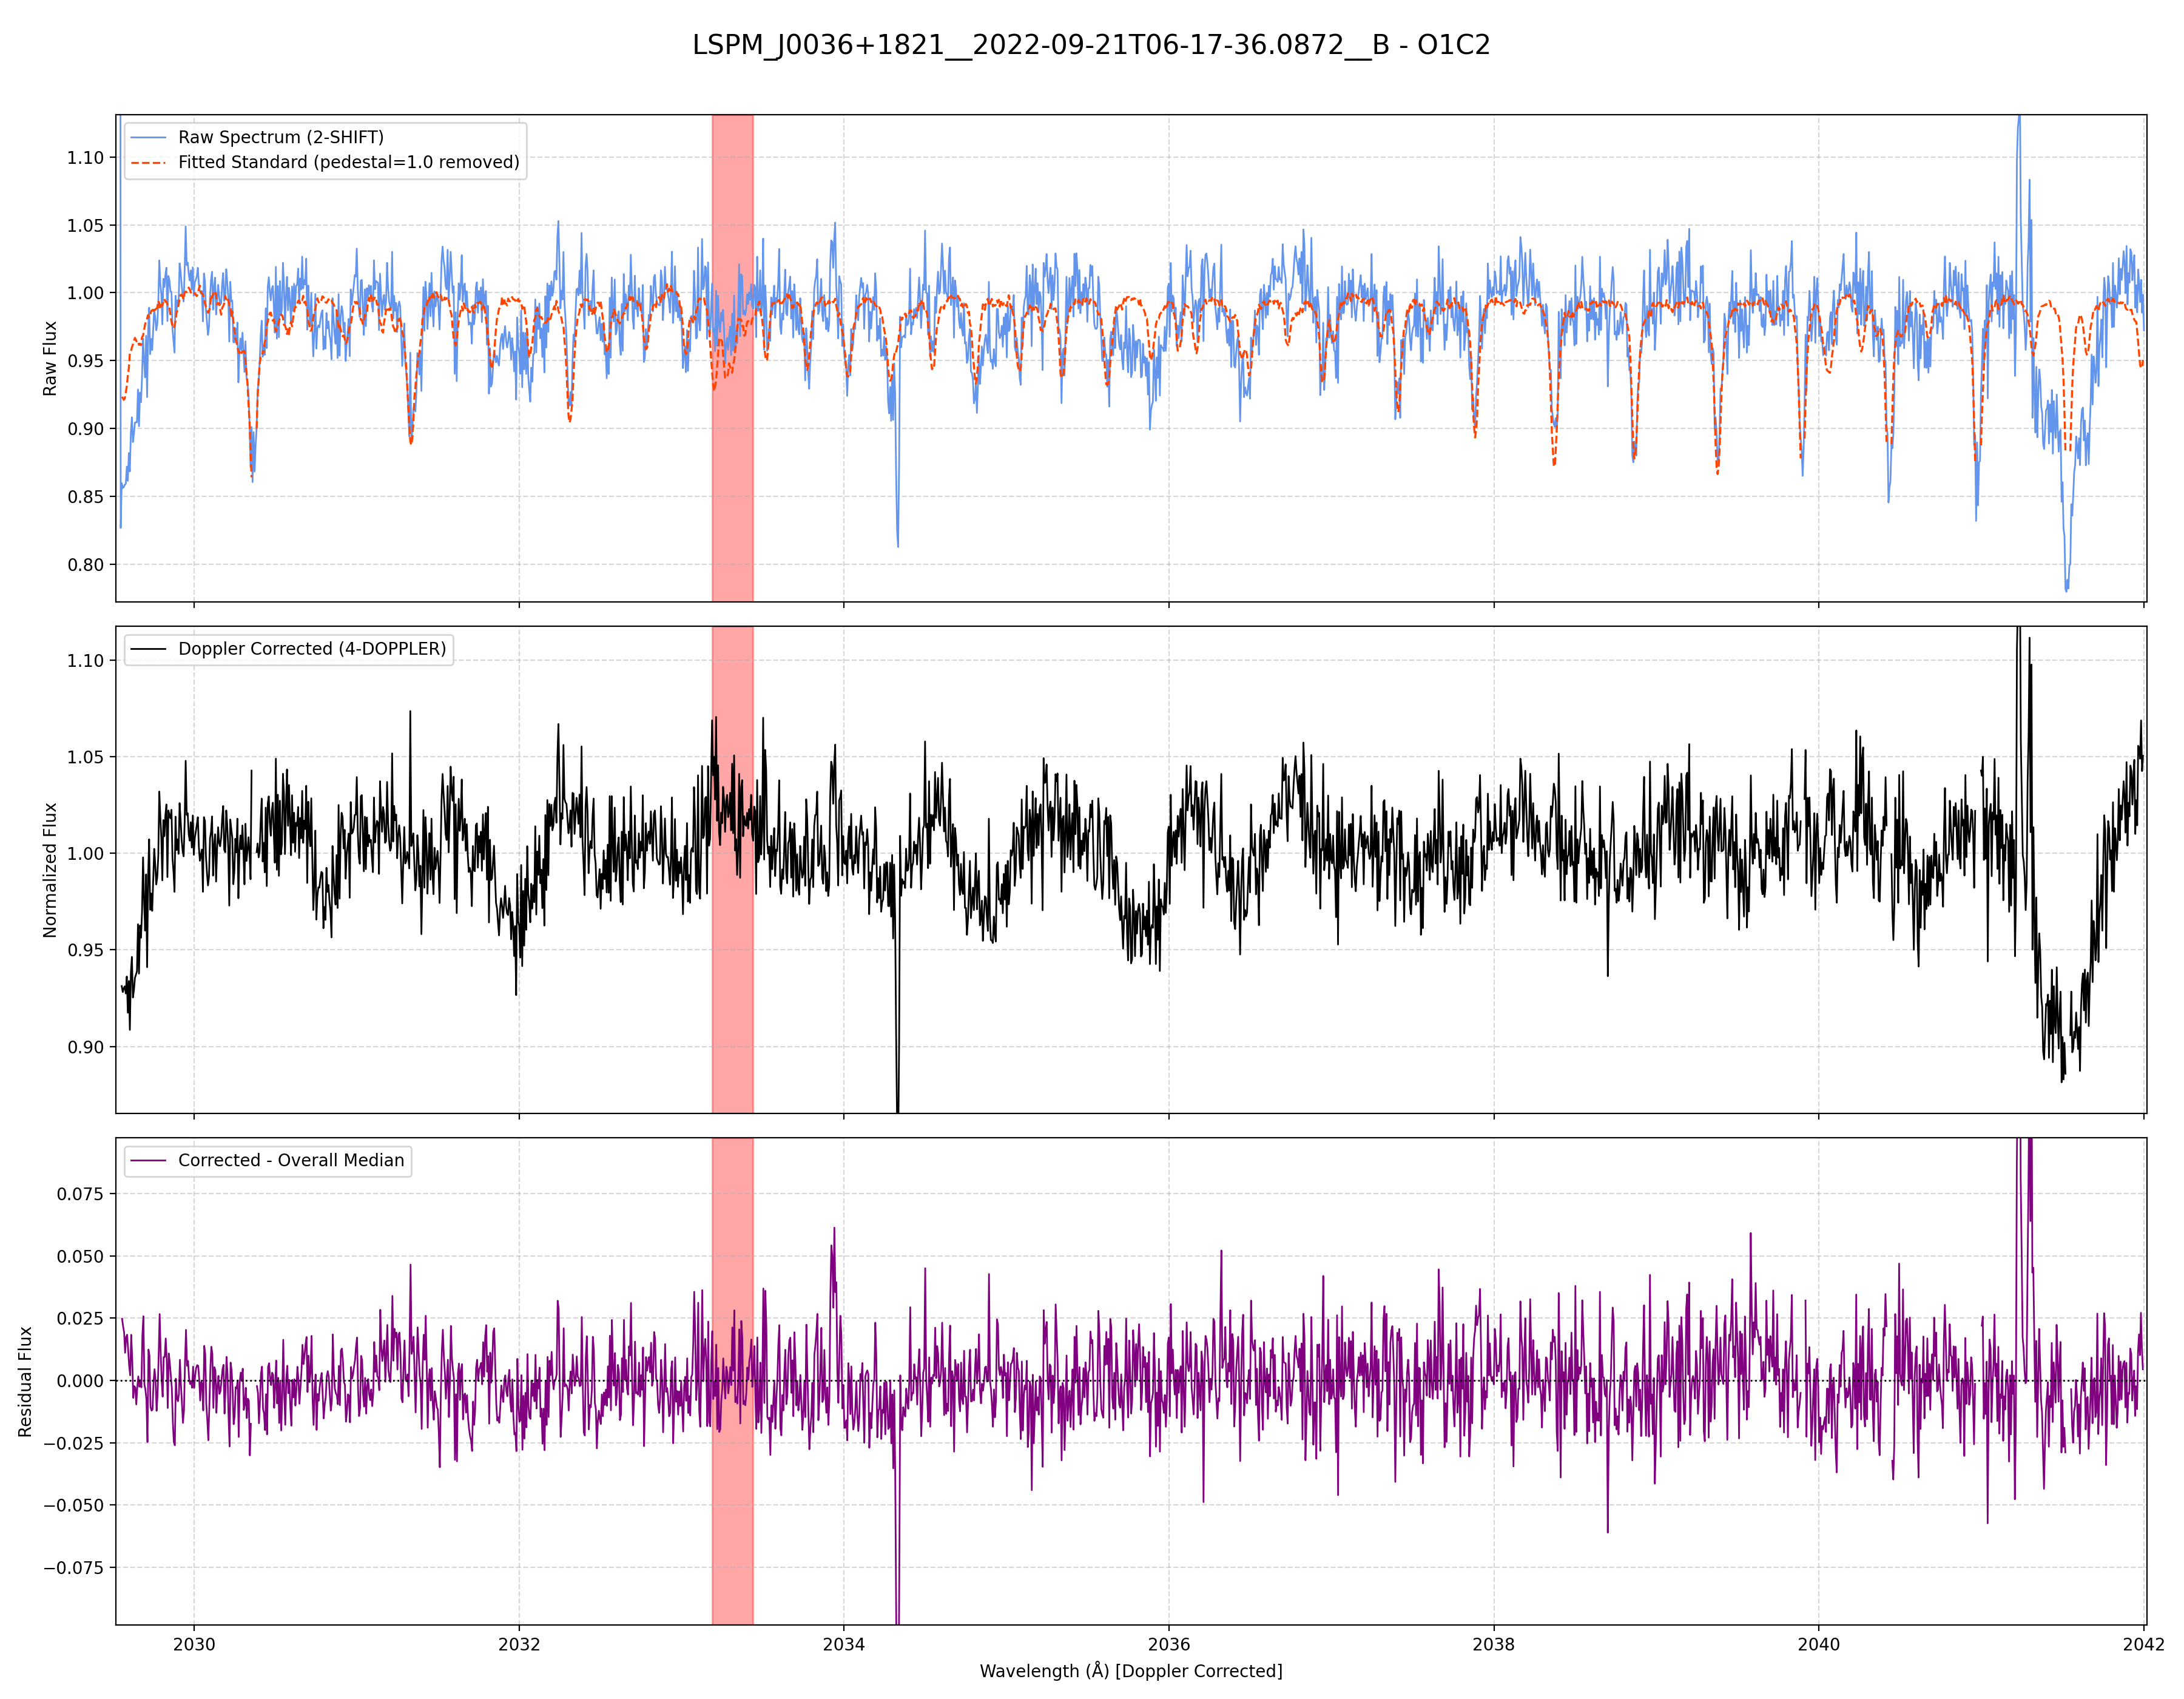 LSPM_J0036+1821__2022-09-21T06-17-36.0872__B - O1C2
Raw Spectrum (2-SHIFT)
Fitted Standard (pedestal=1.0 removed)
Raw Flux
1.10
1.05
1.00
0.95
0.90
0.85
0.80
Doppler Corrected (4-DOPPLER)
Normalized Flux
1.10
1.05
1.00
0.95
0.90
Corrected - Overall Median
Residual Flux
0.075
0.050
0.025
0.000
−0.025
−0.050
−0.075
2030 2032 2034 2036 2038 2040 2042
Wavelength (Å) [Doppler Corrected]